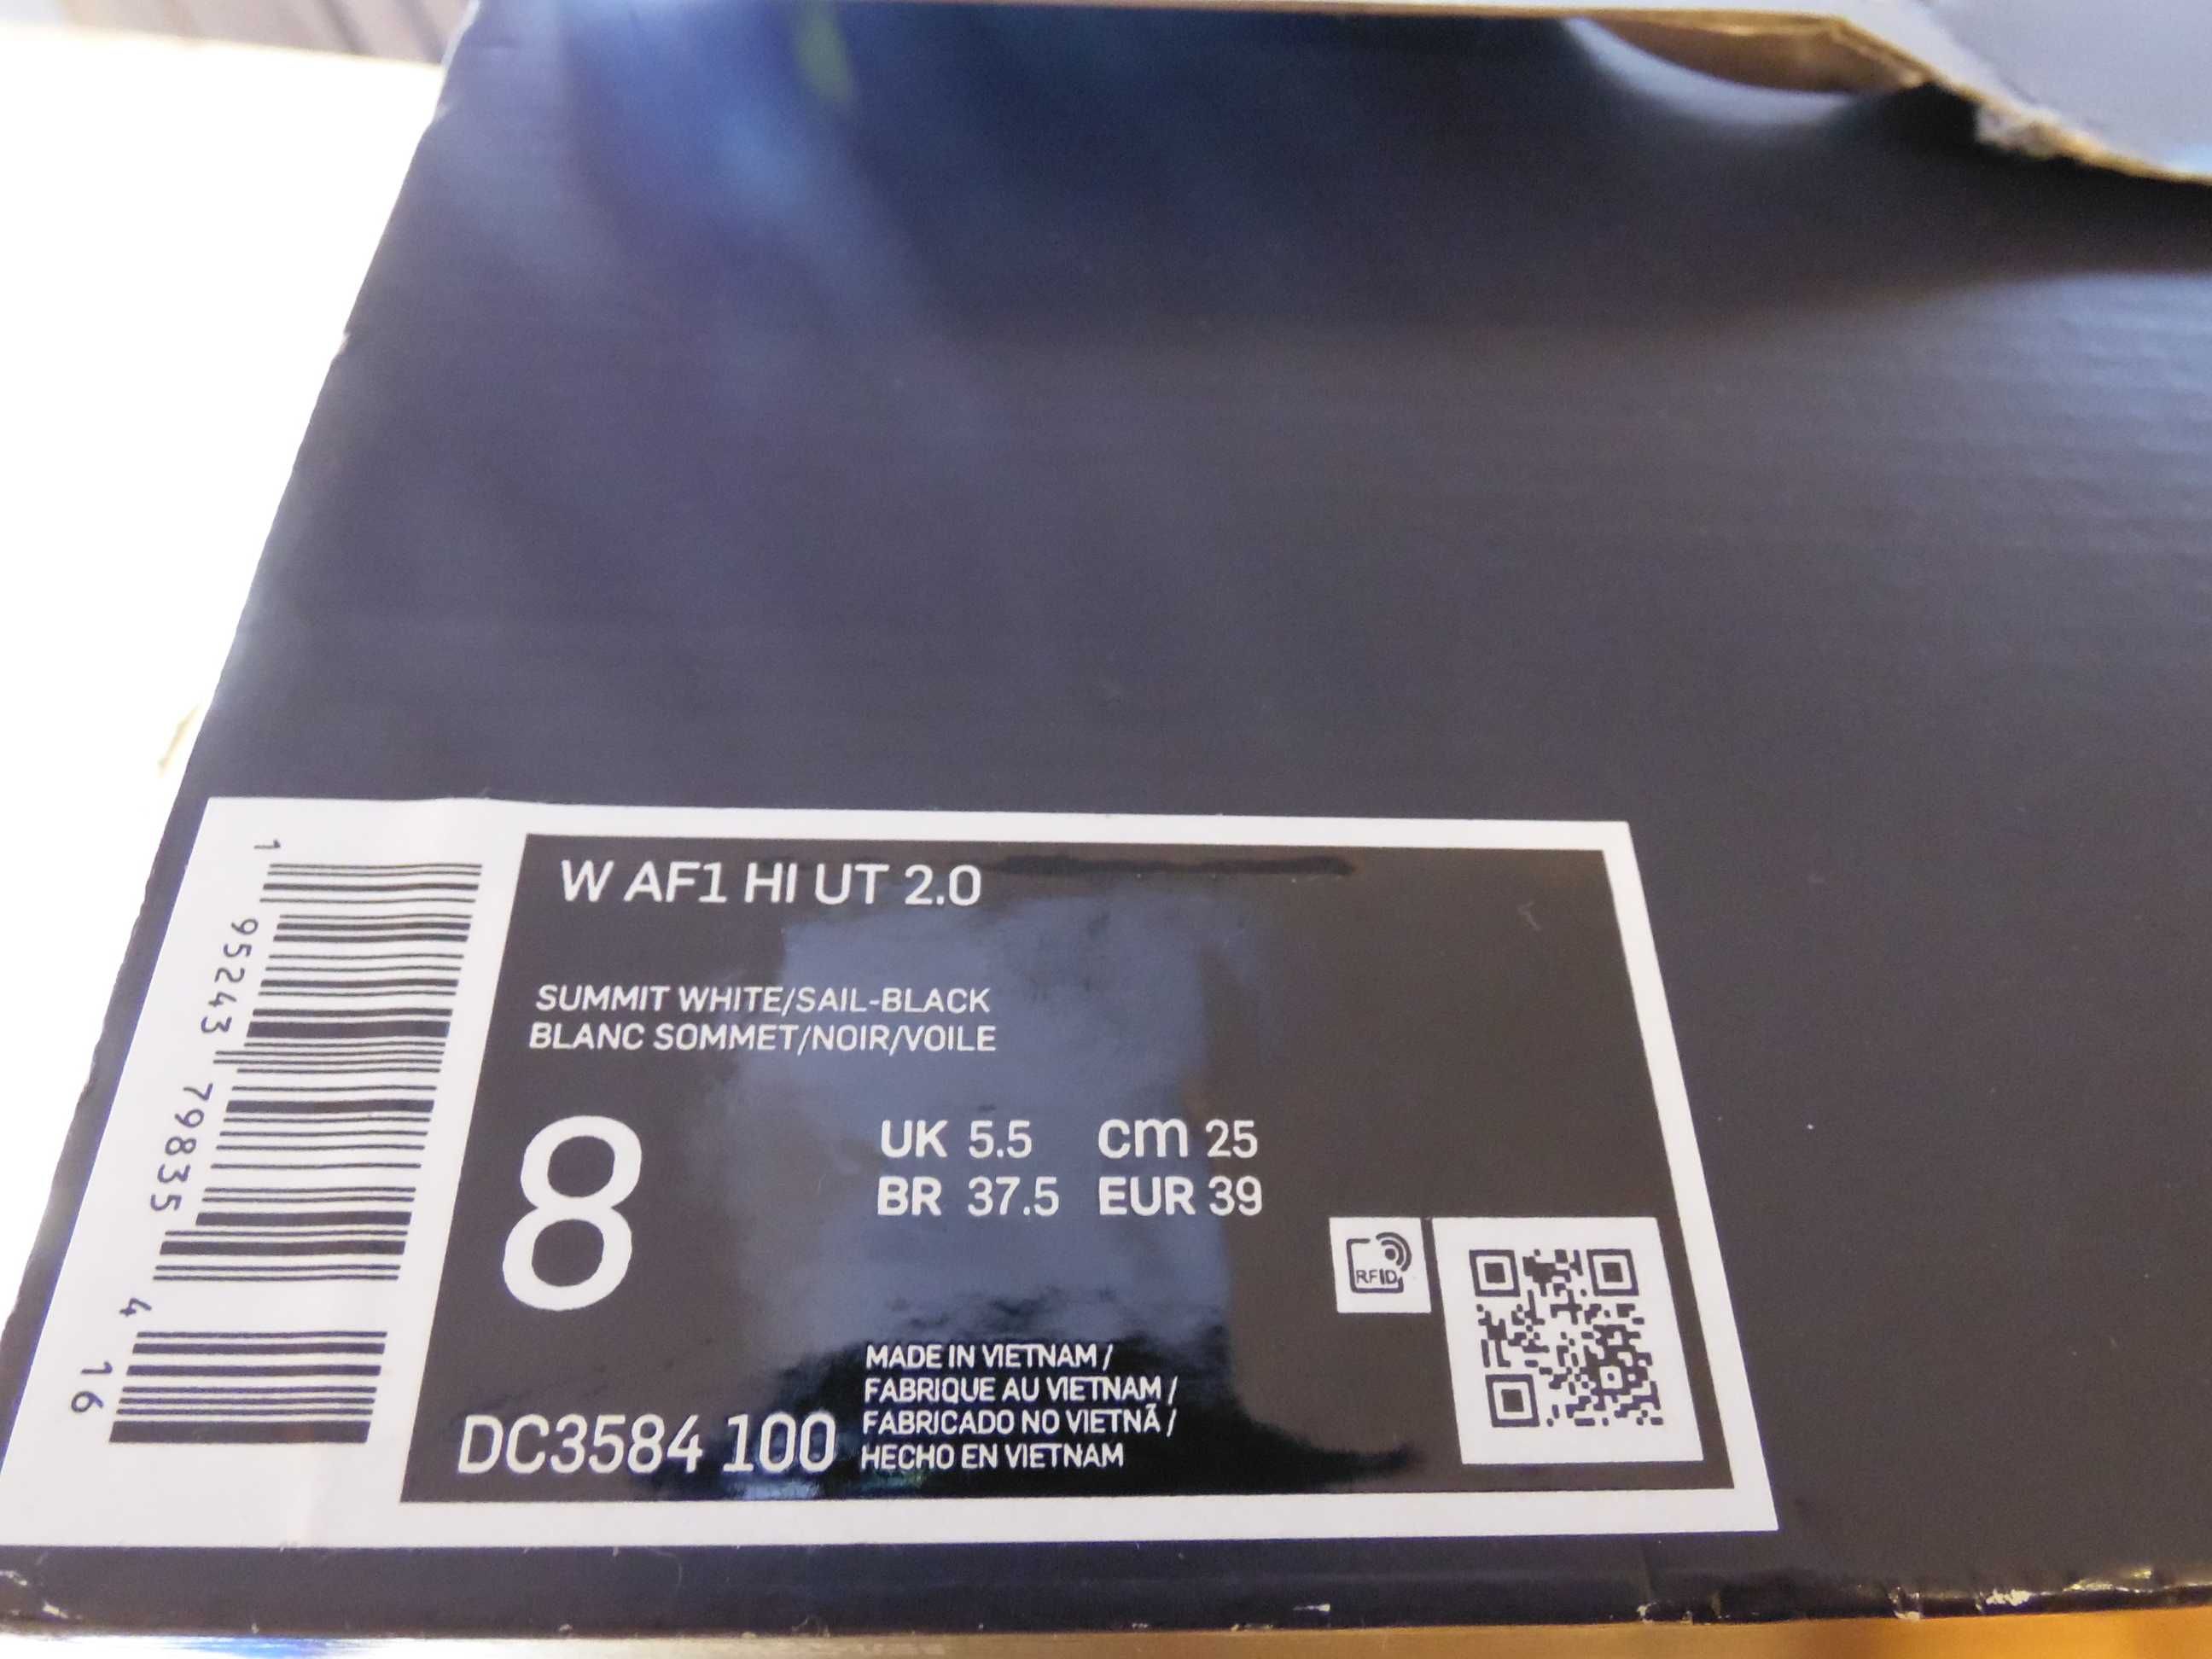 W AF1 HI UT 2.0
SUMMIT WHITE/SAIL-BLACK
BLANC SOMMET/NOIR/VOILE
8
UK 5.5 cm 25
BR 37.5 EUR 39
RFID
MADE IN VIETNAM /
FABRIQUE AU VIETNAM /
FABRICADO NO VIETNÃ /
HECHO EN VIETNAM
DC3584 100
1 95243 79835 4 16